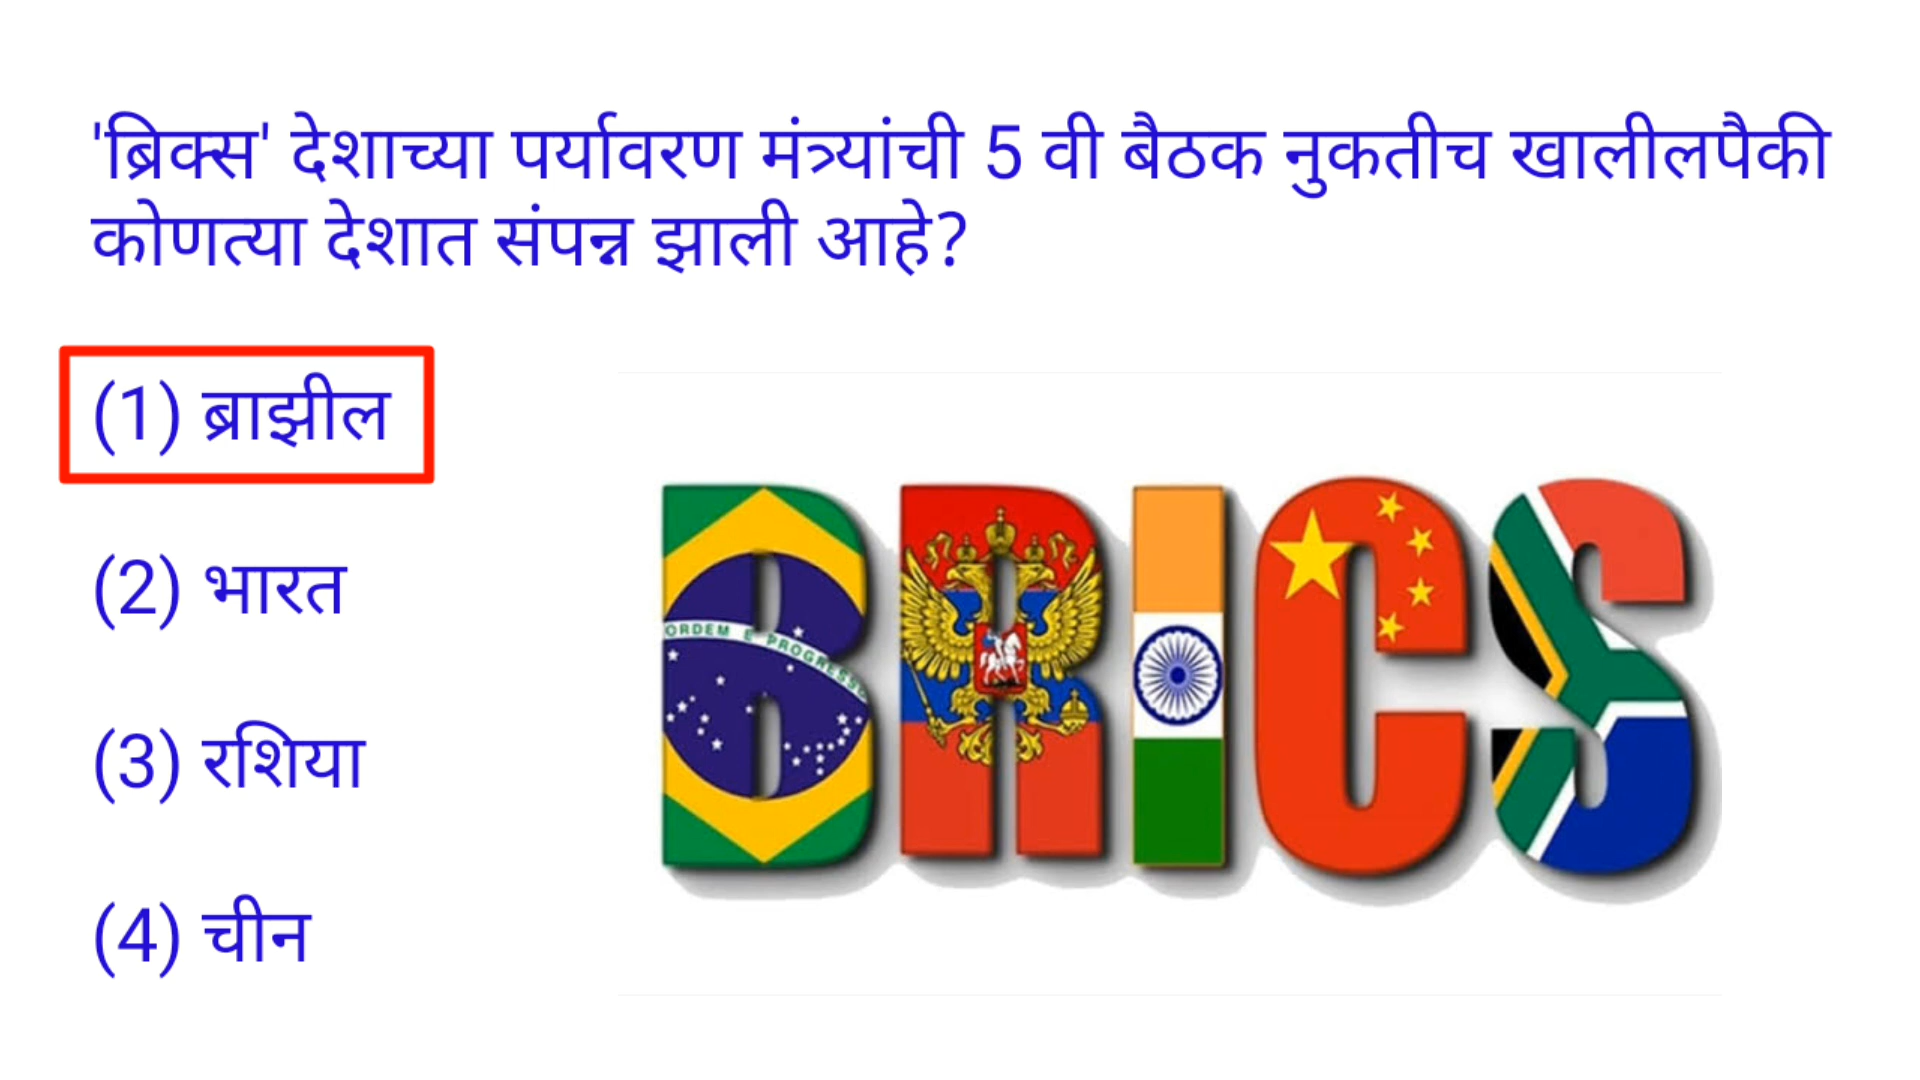 'ब्रिक्स' देशाच्या पर्यावरण मंत्र्यांची 5 वी बैठक नुकतीच खालीलपैकी
कोणत्या देशात संपन्न झाली आहे?
(1) ब्राझील
(2) भारत
(3) रशिया
(4) चीन
BRICS
ORDEM E PROGRESSO